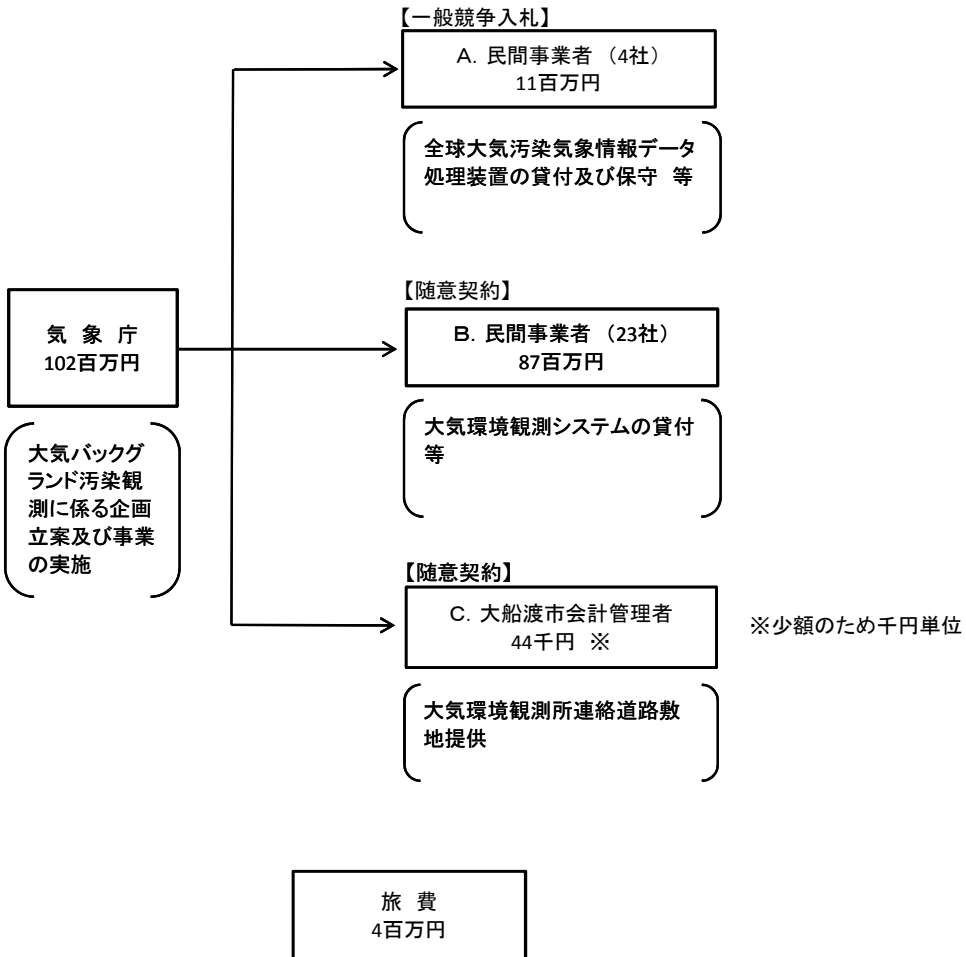 【一般競争入札】
A. 民間事業者 (4社)
11百万円
全球大気汚染気象情報データ
処理装置の貸付及び保守 等
気 象 庁
102百万円
大気バックグ
ランド汚染観
測に係る企画
立案及び事業
の実施
【随意契約】
B. 民間事業者 (23社)
87百万円
大気環境観測システムの貸付
等
【随意契約】
C. 大船渡市会計管理者
44千円 ※
※少額のため千円単位
大気環境観測所連絡道路敷
地提供
旅 費
4百万円